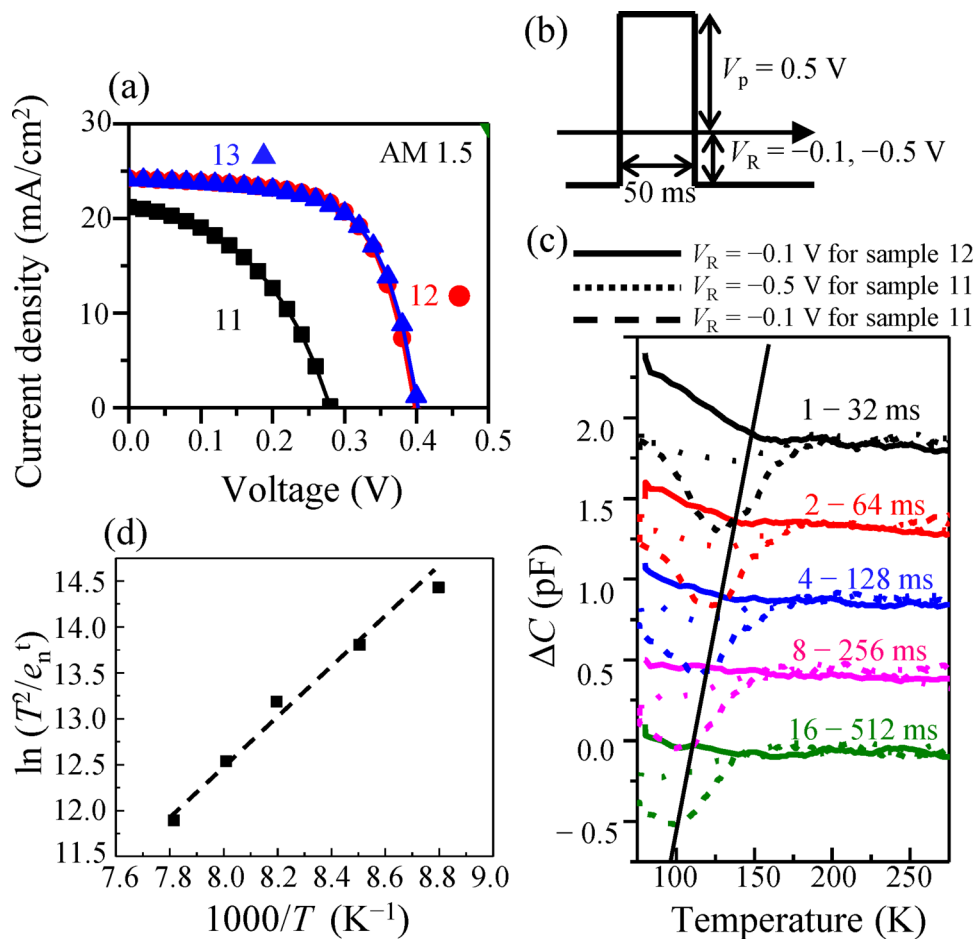 (a)
30
20
10
0
Current density (mA/cm²)
13
AM 1.5
12
11
0.0 0.1 0.2 0.3 0.4 0.5
Voltage (V)
(b)
Vp = 0.5 V
VR = −0.1, −0.5 V
50 ms
(c)
VR = −0.1 V for sample 12
VR = −0.5 V for sample 11
VR = −0.1 V for sample 11
1 − 32 ms
2 − 64 ms
4 − 128 ms
8 − 256 ms
16 − 512 ms
2.0
1.5
1.0
0.5
0.0
− 0.5
ΔC (pF)
100 150 200 250
Temperature (K)
(d)
14.5
14.0
13.5
13.0
12.5
12.0
11.5
ln (T²/eₙᵗ)
7.6 7.8 8.0 8.2 8.4 8.6 8.8 9.0
1000/T (K⁻¹)